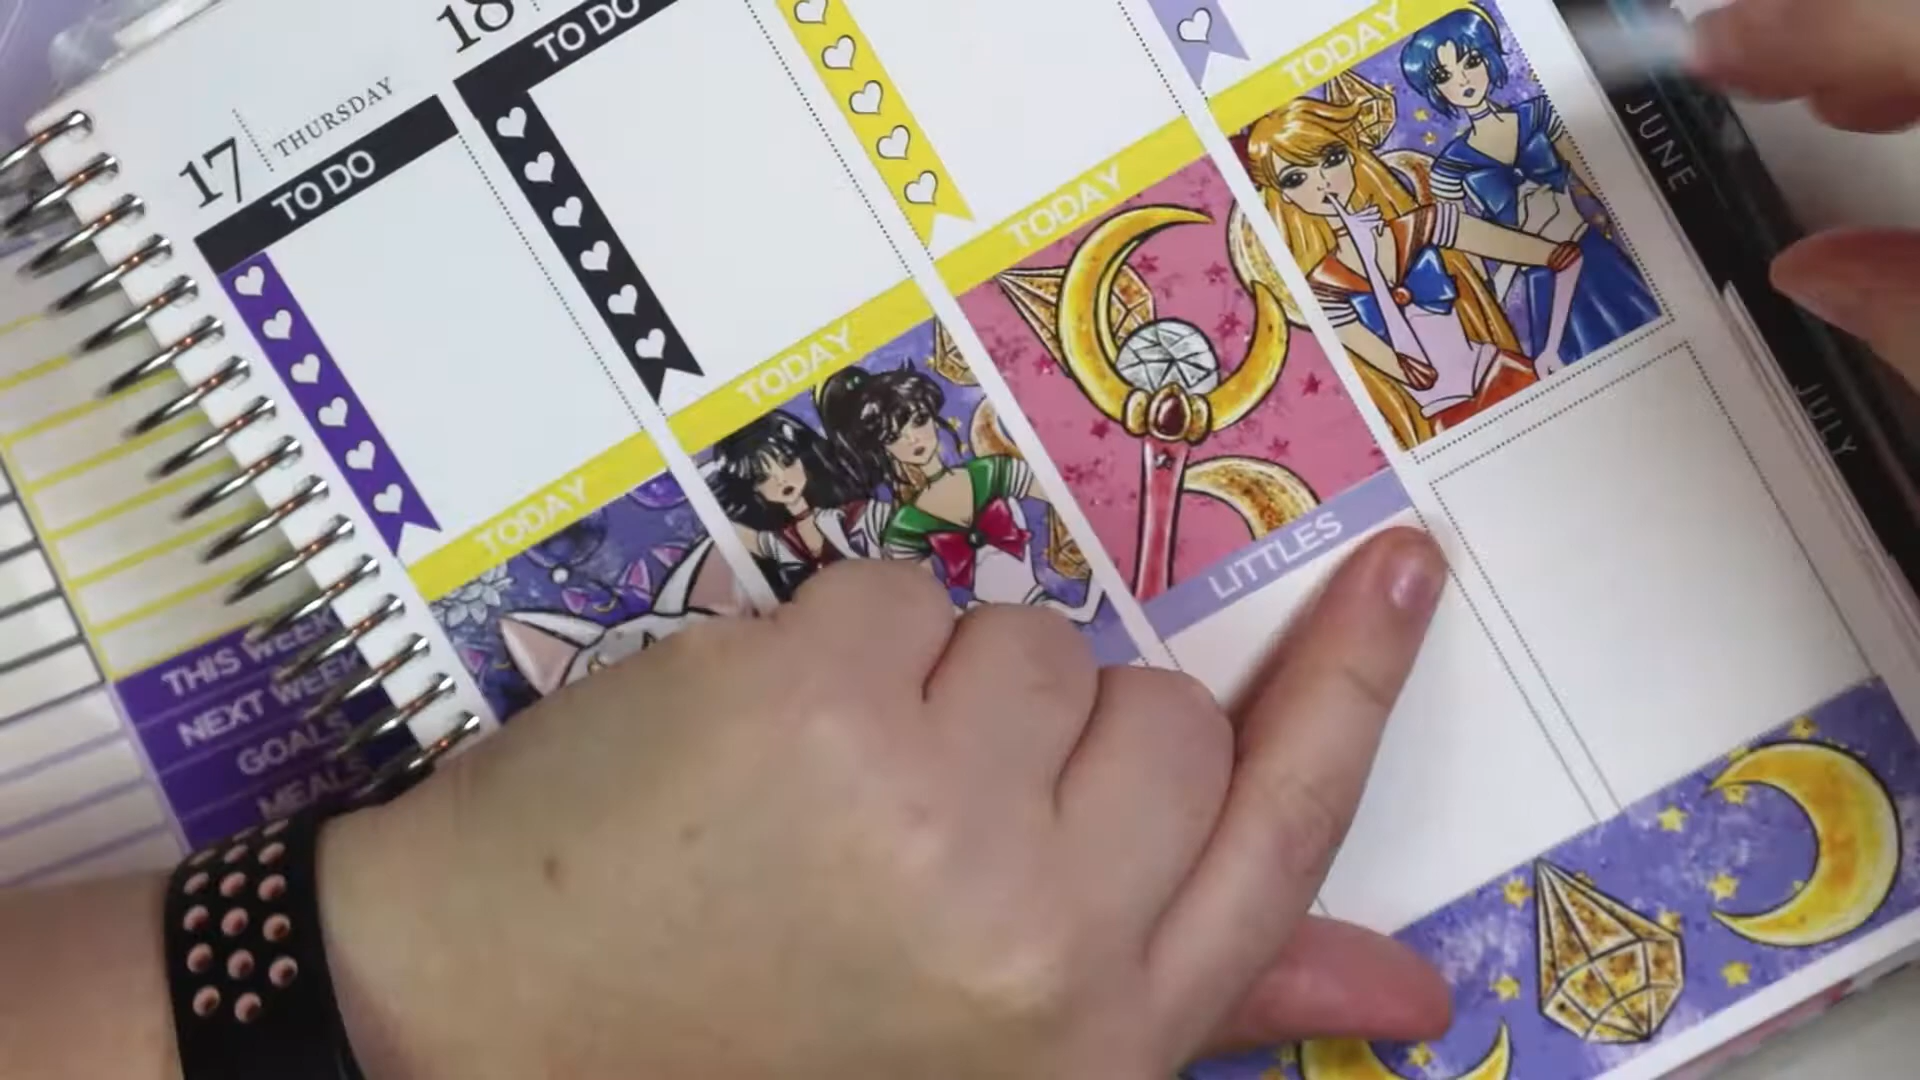 17 THURSDAY
TO DO
18
TO DO
TODAY
TODAY
TODAY
TODAY
LITTLES
THIS WEEK
NEXT WEEK
GOALS
MEALS
JUNE
JULY